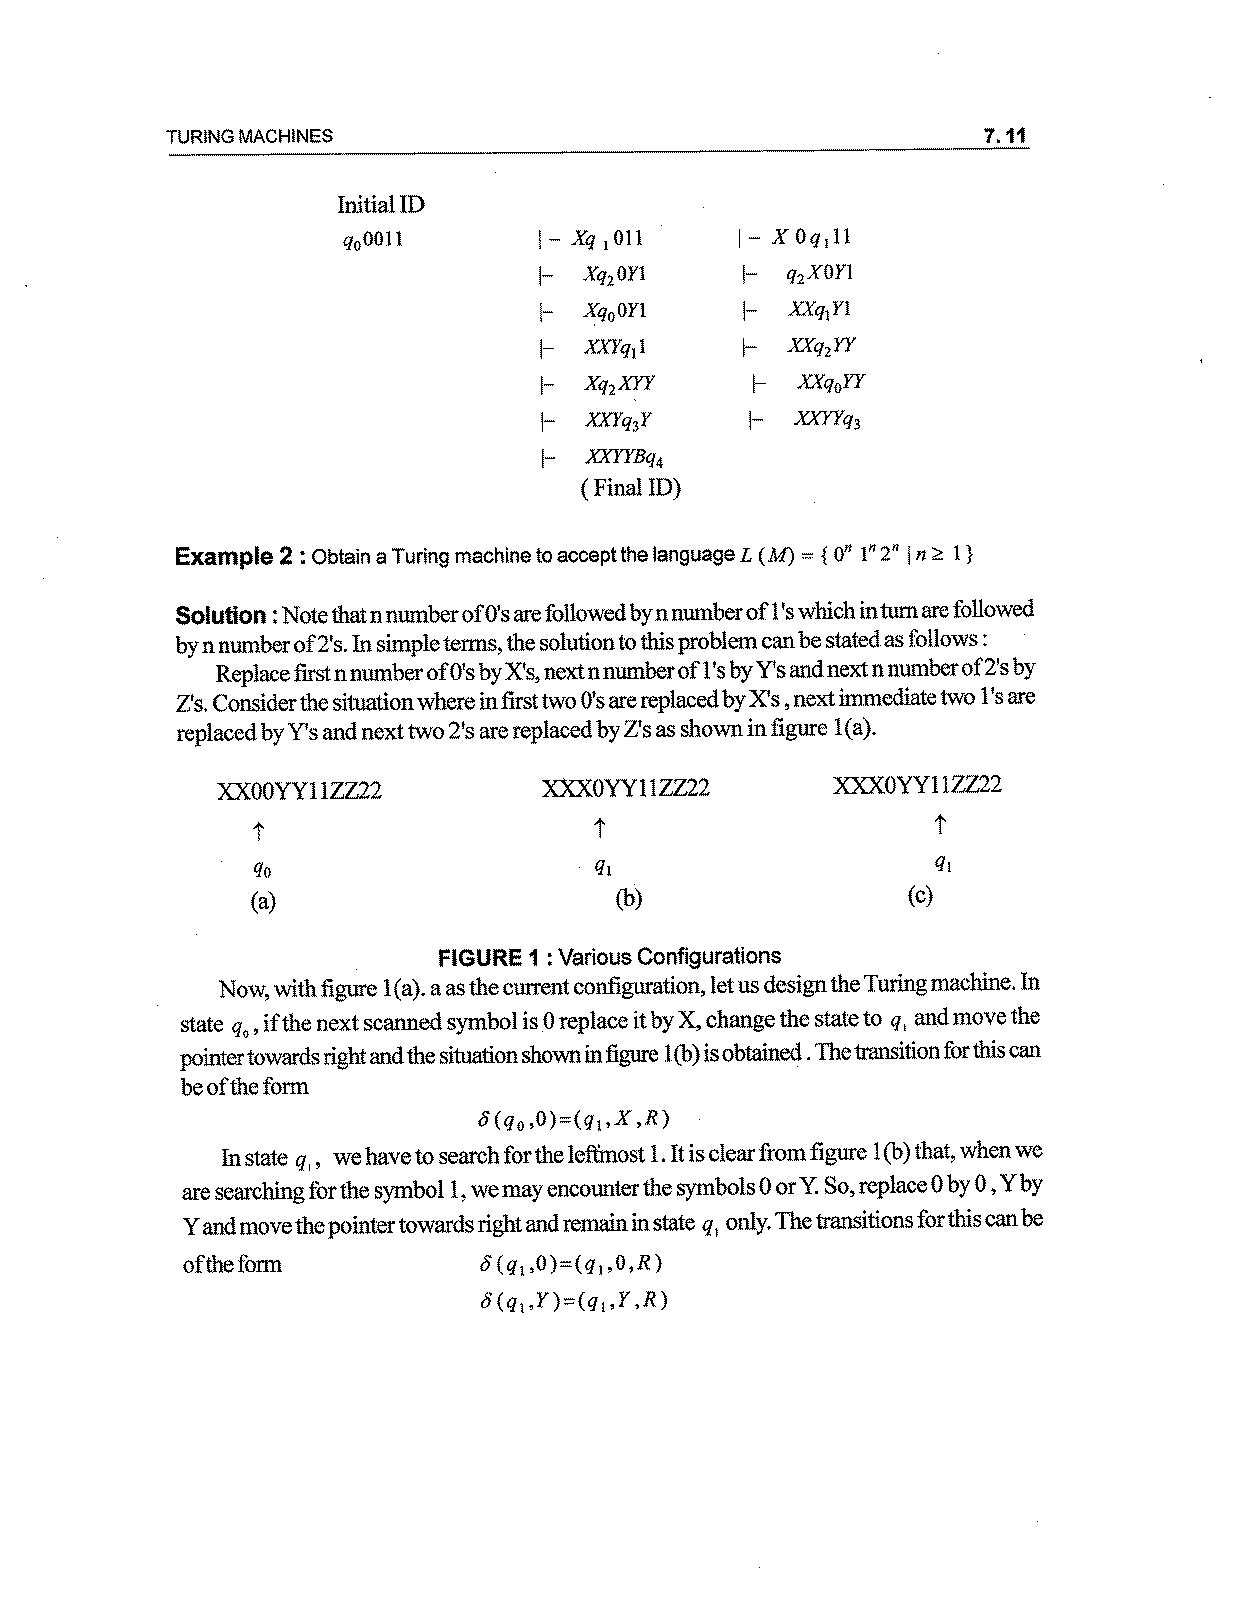 TURING MACHINES 7.11
Initial ID
q₀0011 |– Xq₁011 |– X0q₁11
|– Xq₂0Y1 |– q₂X0Y1
|– Xq₀0Y1 |– XXq₁Y1
|– XXYq₁1 |– XXq₂YY
|– Xq₂XYY |– XXq₀YY
|– XXYq₃Y |– XXYYq₃
|– XXYYBq₄
( Final ID)
Example 2 : Obtain a Turing machine to accept the language L (M) = { 0ⁿ 1ⁿ 2ⁿ | n ≥ 1}
Solution : Note that n number of 0's are followed by n number of 1's which in turn are followed
by n number of 2's. In simple terms, the solution to this problem can be stated as follows :
Replace first n number of 0's by X's, next n number of 1's by Y's and next n number of 2's by
Z's. Consider the situation where in first two 0's are replaced by X's , next immediate two 1's are
replaced by Y's and next two 2's are replaced by Z's as shown in figure 1(a).
XX00YY11ZZ22 XXX0YY11ZZ22 XXX0YY11ZZ22
↑ ↑ ↑
q₀ q₁ q₁
(a) (b) (c)
FIGURE 1 : Various Configurations
Now, with figure 1(a). a as the current configuration, let us design the Turing machine. In
state q₀ , if the next scanned symbol is 0 replace it by X, change the state to q₁ and move the
pointer towards right and the situation shown in figure 1(b) is obtained . The transition for this can
be of the form
δ(q₀,0)=(q₁,X,R)
In state q₁ , we have to search for the leftmost 1. It is clear from figure 1(b) that, when we
are searching for the symbol 1, we may encounter the symbols 0 or Y. So, replace 0 by 0 , Y by
Y and move the pointer towards right and remain in state q₁ only. The transitions for this can be
of the form δ(q₁,0)=(q₁,0,R)
δ(q₁,Y)=(q₁,Y,R)